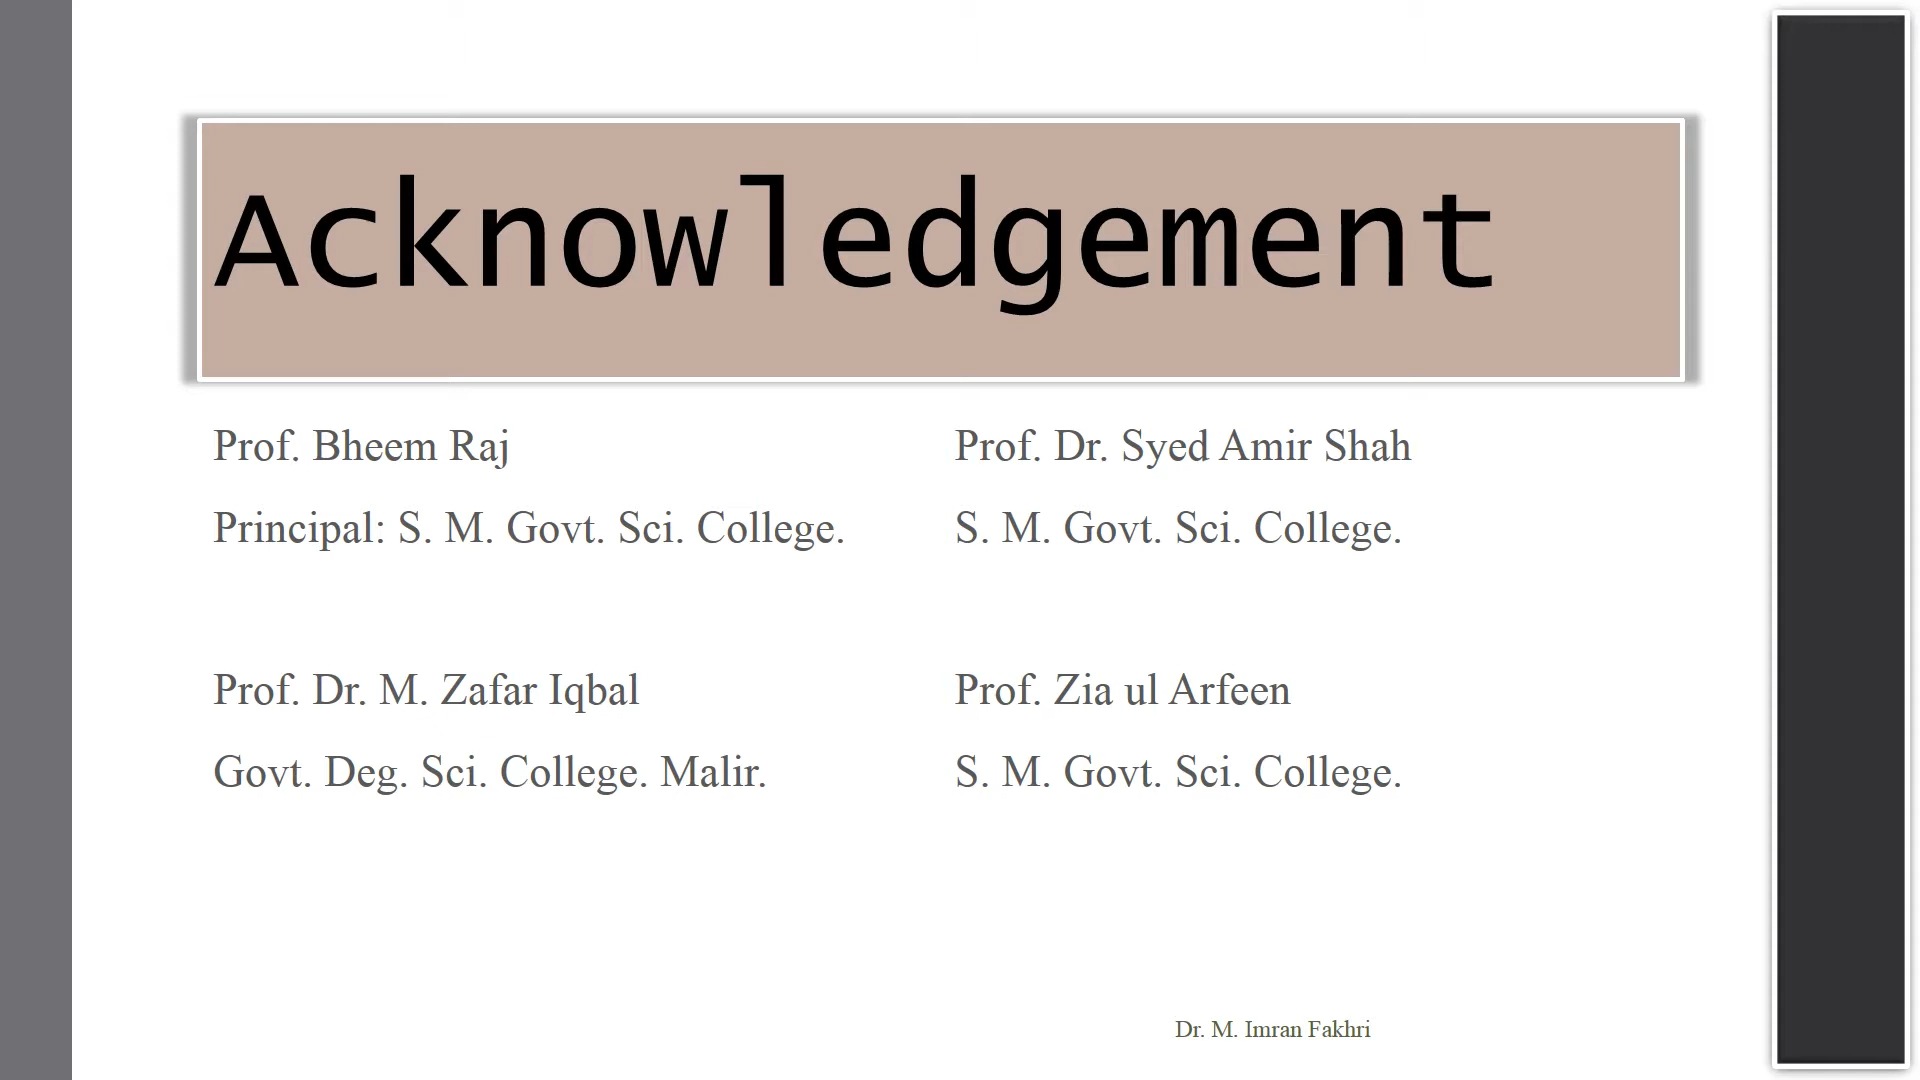 Acknowledgement
Prof. Bheem Raj
Principal: S. M. Govt. Sci. College.
Prof. Dr. M. Zafar Iqbal
Govt. Deg. Sci. College. Malir.
Prof. Dr. Syed Amir Shah
S. M. Govt. Sci. College.
Prof. Zia ul Arfeen
S. M. Govt. Sci. College.
Dr. M. Imran Fakhri